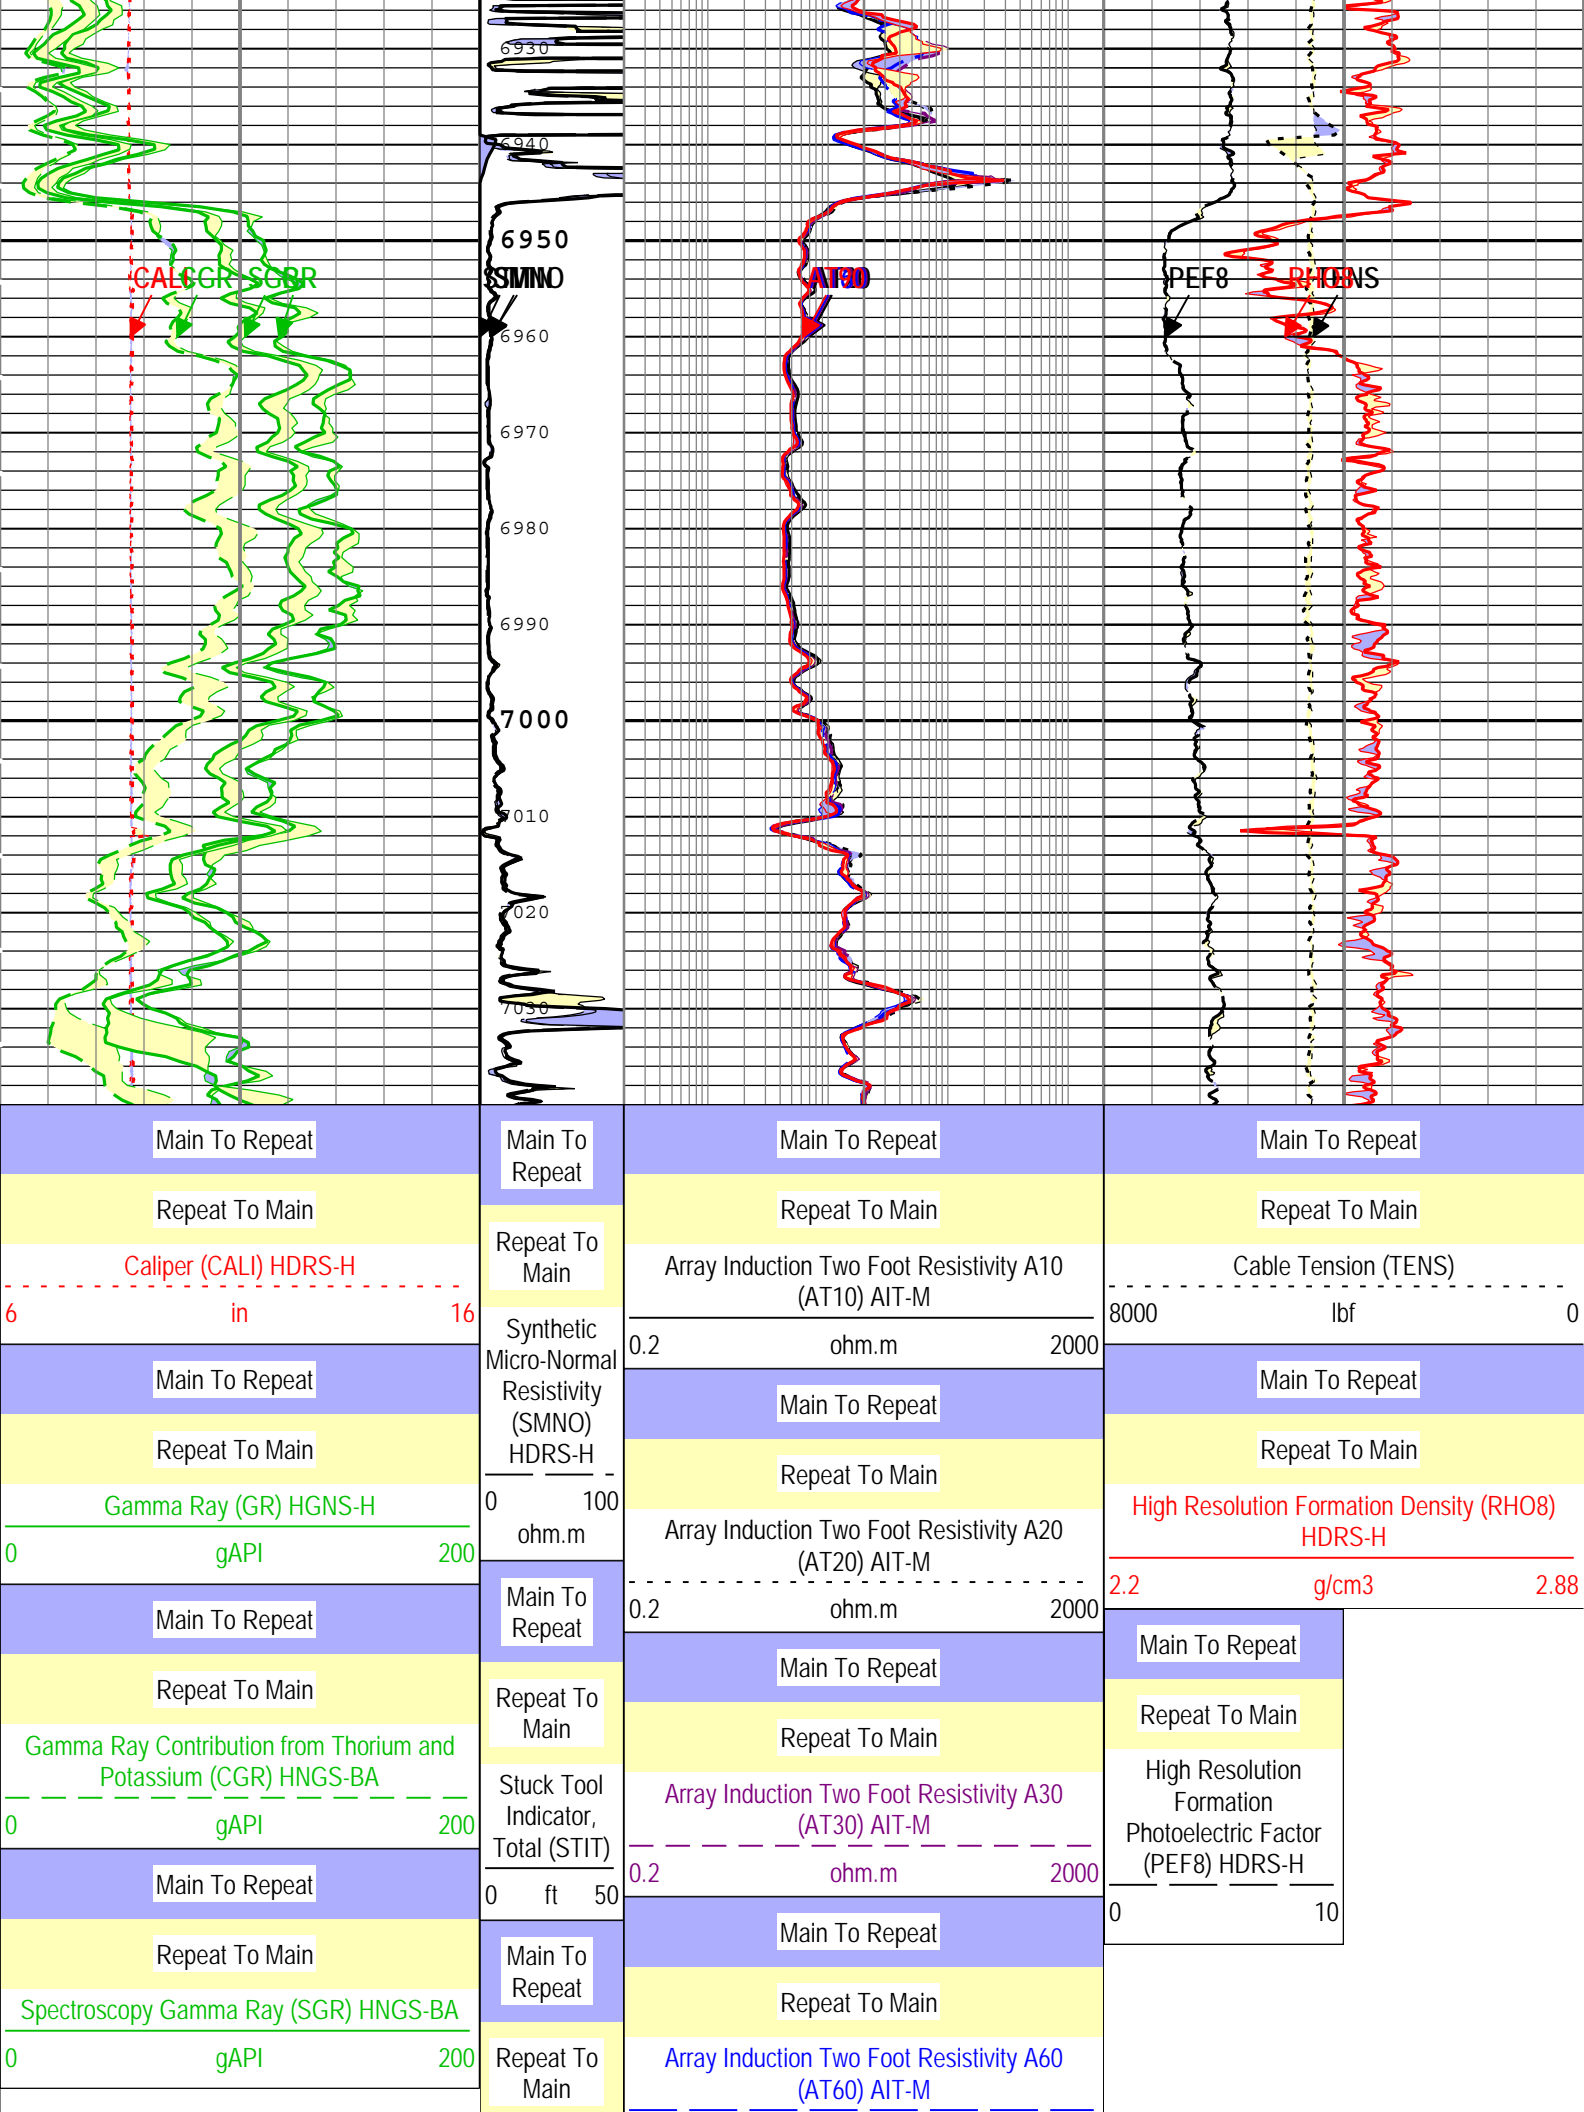 6930
6940
6950
CALI CGR SGR GR STIT SMNO AT90 PEF8 RHO8 TENS
6960
6970
6980
6990
7000
7010
7020
7030
Main To Repeat
Repeat To Main
Caliper (CALI) HDRS-H
6 in 16
Main To Repeat
Repeat To Main
Gamma Ray (GR) HGNS-H
0 gAPI 200
Main To Repeat
Repeat To Main
Gamma Ray Contribution from Thorium and
Potassium (CGR) HNGS-BA
0 gAPI 200
Main To Repeat
Repeat To Main
Spectroscopy Gamma Ray (SGR) HNGS-BA
0 gAPI 200
Main To
Repeat
Repeat To
Main
Synthetic
Micro-Normal
Resistivity
(SMNO)
HDRS-H
0 100
ohm.m
Main To
Repeat
Repeat To
Main
Stuck Tool
Indicator,
Total (STIT)
0 ft 50
Main To
Repeat
Repeat To
Main
Main To Repeat
Repeat To Main
Array Induction Two Foot Resistivity A10
(AT10) AIT-M
0.2 ohm.m 2000
Main To Repeat
Repeat To Main
Array Induction Two Foot Resistivity A20
(AT20) AIT-M
0.2 ohm.m 2000
Main To Repeat
Repeat To Main
Array Induction Two Foot Resistivity A30
(AT30) AIT-M
0.2 ohm.m 2000
Main To Repeat
Repeat To Main
Array Induction Two Foot Resistivity A60
(AT60) AIT-M
Main To Repeat
Repeat To Main
Cable Tension (TENS)
8000 lbf 0
Main To Repeat
Repeat To Main
High Resolution Formation Density (RHO8)
HDRS-H
2.2 g/cm3 2.88
Main To Repeat
Repeat To Main
High Resolution
Formation
Photoelectric Factor
(PEF8) HDRS-H
0 10